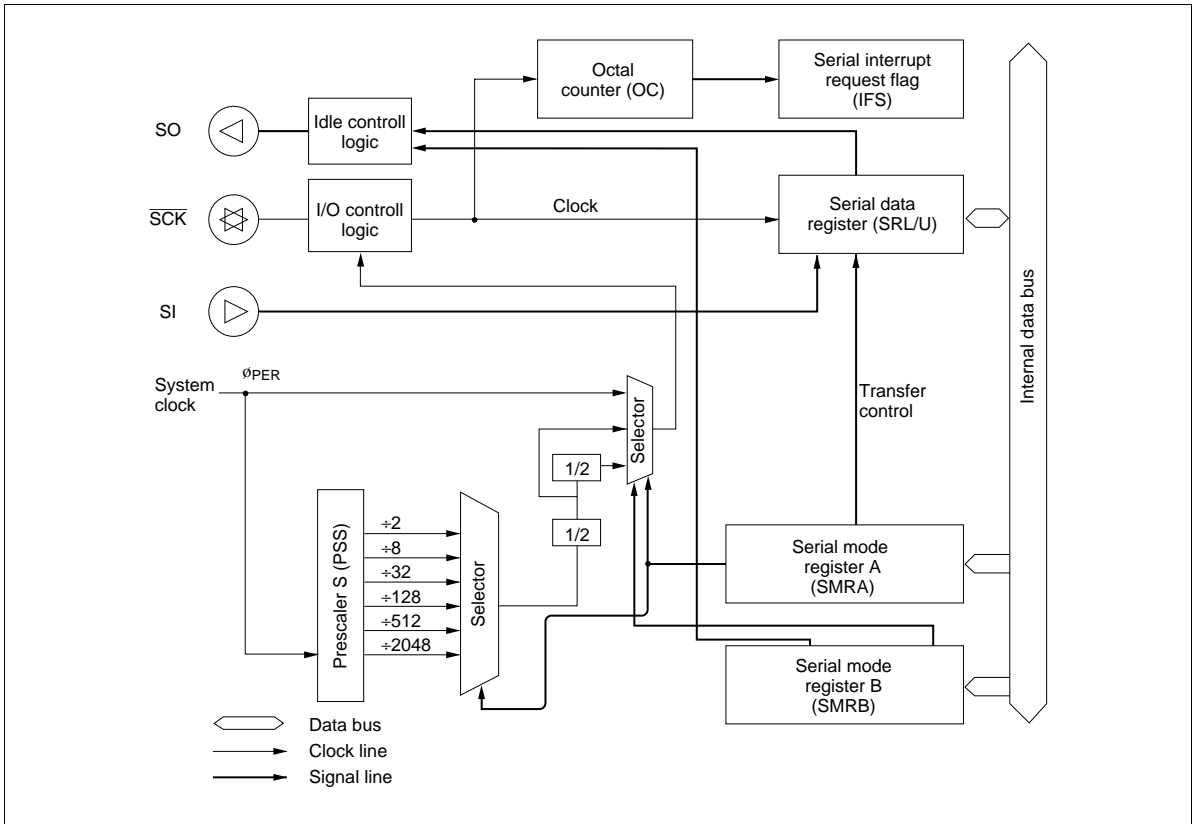 Octal
counter (OC)
Serial interrupt
request flag
(IFS)
SO
Idle controll
logic
SCK
I/O controll
logic
Clock
Serial data
register (SRL/U)
SI
Internal data bus
System
clock
øPER
Selector
Transfer
control
1/2
1/2
Prescaler S (PSS)
÷2
÷8
÷32
÷128
÷512
÷2048
Selector
Serial mode
register A
(SMRA)
Serial mode
register B
(SMRB)
Data bus
Clock line
Signal line